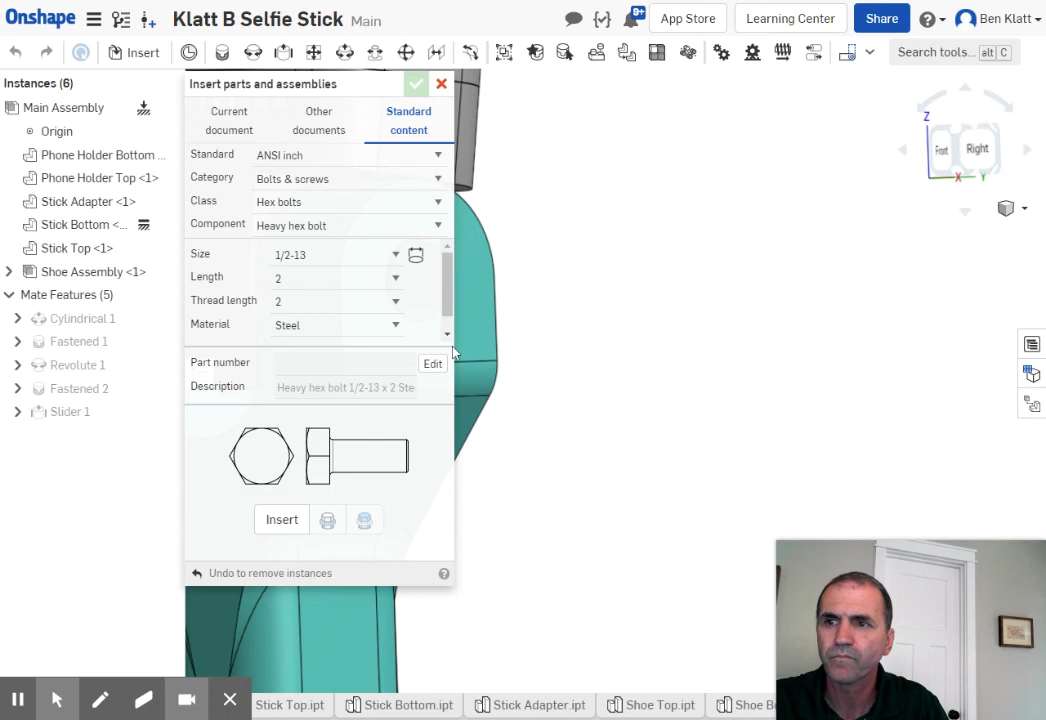 Onshape
Klatt B Selfie Stick Main
9+
App Store
Learning Center
Share
Ben Klatt
Insert
Search tools... alt C
Instances (6)
Main Assembly
Origin
Phone Holder Bottom ...
Phone Holder Top <1>
Stick Adapter <1>
Stick Bottom <...
Stick Top <1>
Shoe Assembly <1>
Mate Features (5)
Cylindrical 1
Fastened 1
Revolute 1
Fastened 2
Slider 1
Insert parts and assemblies
Current document
Other documents
Standard content
Standard ANSI inch
Category Bolts & screws
Class Hex bolts
Component Heavy hex bolt
Size 1/2-13
Length 2
Thread length 2
Material Steel
Part number Edit
Description Heavy hex bolt 1/2-13 x 2 Ste
Insert
Undo to remove instances
Z
Front Right
X Y
Stick Top.ipt
Stick Bottom.ipt
Stick Adapter.ipt
Shoe Top.ipt
Shoe B